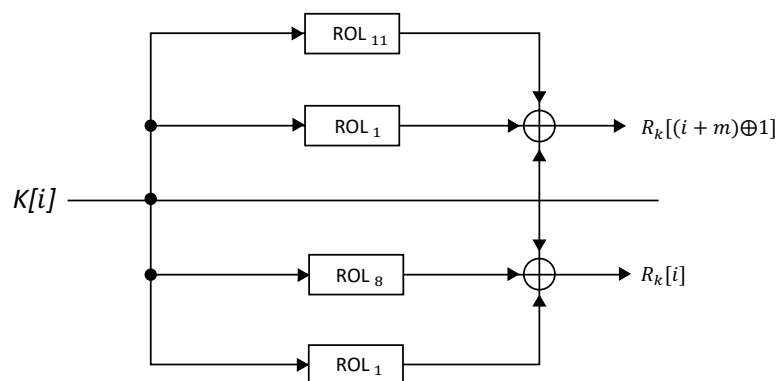 ROL 11
ROL 1
R_k[(i + m)⊕1]
K[i]
ROL 8
R_k[i]
ROL 1